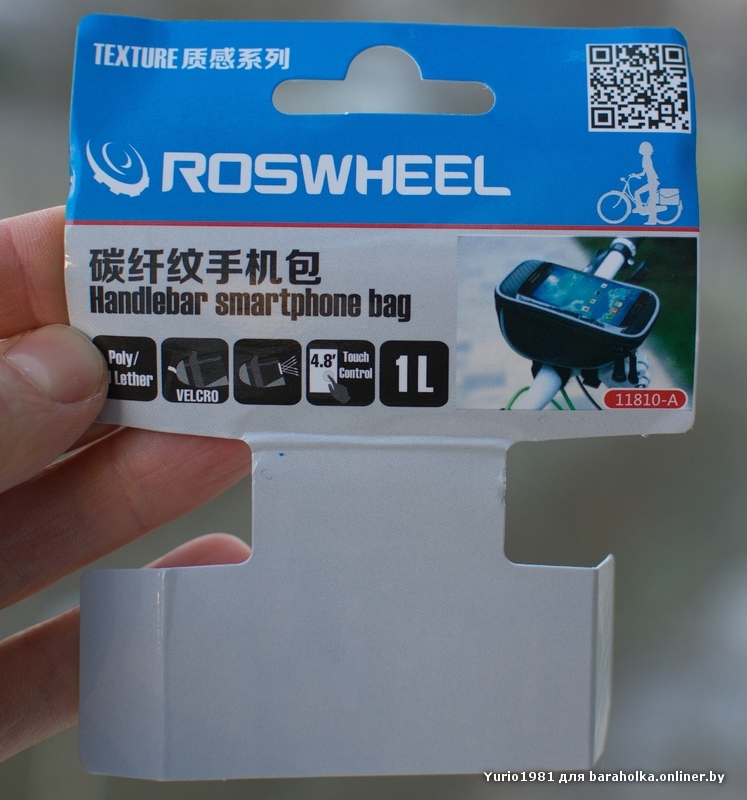 TEXTURE 质感系列
ROSWHEEL
碳纤纹手机包
Handlebar smartphone bag
Poly/
Lether
VELCRO
4.8' Touch
Control
1L
11810-A
Yurio1981 для baraholka.onliner.by